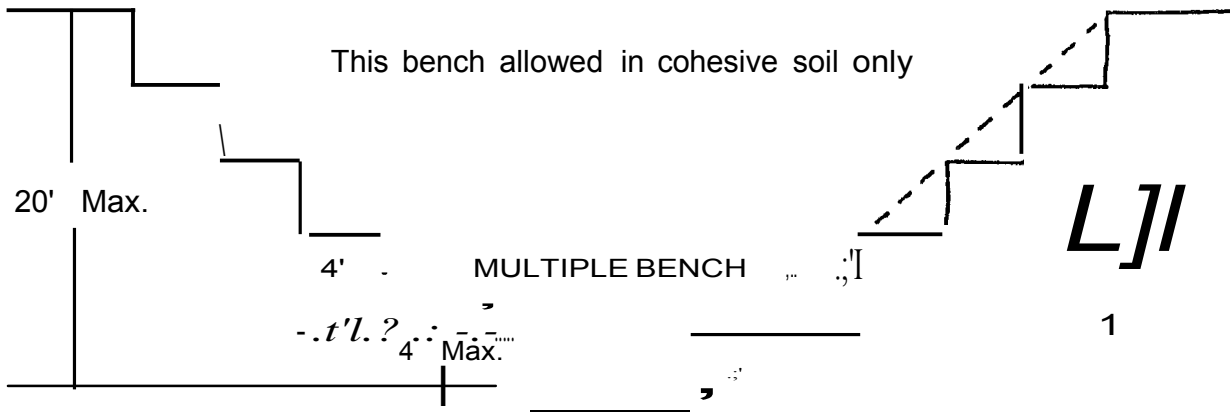 This bench allowed in cohesive soil only
20' Max.
4' MULTIPLE BENCH
1
4 Max.